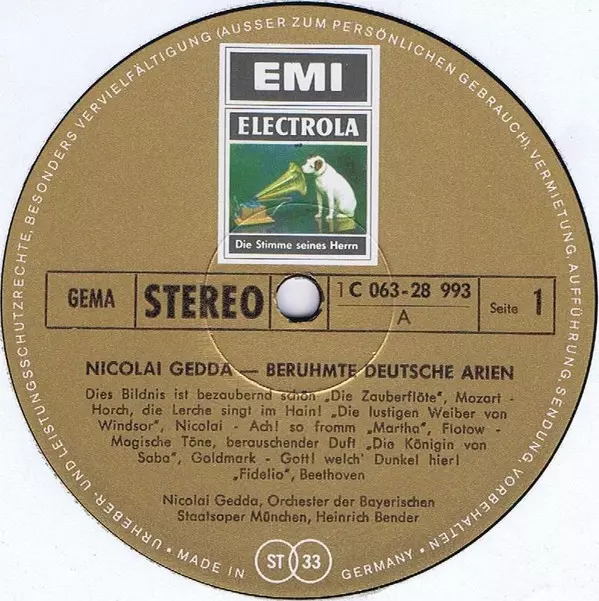 URHEBER- UND LEISTUNGSSCHUTZRECHTE, BESONDERS VERVIELFÄLTIGUNG (AUSSER ZUM PERSÖNLICHEN GEBRAUCH), VERMIETUNG, AUFFÜHRUNG, SENDUNG VORBEHALTEN
EMI
ELECTROLA
Die Stimme seines Herrn
GEMA STEREO 1 C 063-28 993 Seite 1
A
NICOLAI GEDDA — BERUHMTE DEUTSCHE ARIEN
Dies Bildnis ist bezaubernd schön „Die Zauberflöte", Mozart -
Horch, die Lerche singt im Hain! „Die lustigen Weiber von
Windsor", Nicolai - Ach! so fromm „Martha", Flotow -
Magische Töne, berauschender Duft „Die Königin von
Saba", Goldmark - Gott! welch' Dunkel hier!
„Fidelio", Beethoven
Nicolai Gedda, Orchester der Bayerischen
Staatsoper München, Heinrich Bender
• MADE IN ST 33 GERMANY •